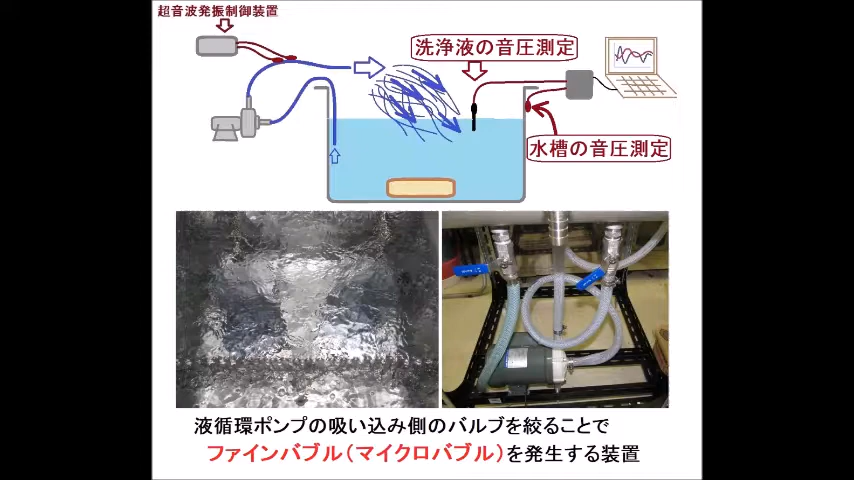 超音波発振制御装置
洗浄液の音圧測定
水槽の音圧測定
液循環ポンプの吸い込み側のバルブを絞ることで
ファインバブル（マイクロバブル）を発生する装置